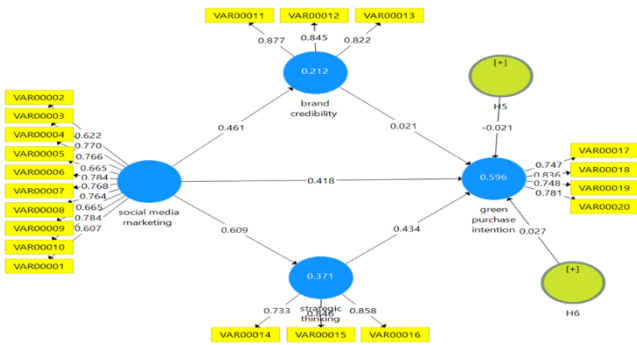 VAR00011 VAR00012 VAR00013
0.877 0.845 0.822
0.212
brand
credibility
[+]
H5
VAR00002
VAR00003
VAR00004
VAR00005
VAR00006
VAR00007
VAR00008
VAR00009
VAR00010
VAR00001
0.622
0.770
0.766
0.665
0.784
0.768
0.764
0.665
0.784
0.607
social media
marketing
0.461
0.021
-0.021
0.418
0.609
0.434
0.596
green
purchase
intention
0.747
0.836
0.748
0.781
VAR00017
VAR00018
VAR00019
VAR00020
0.027
[+]
H6
0.371
strategic
thinking
0.733 0.846 0.858
VAR00014 VAR00015 VAR00016